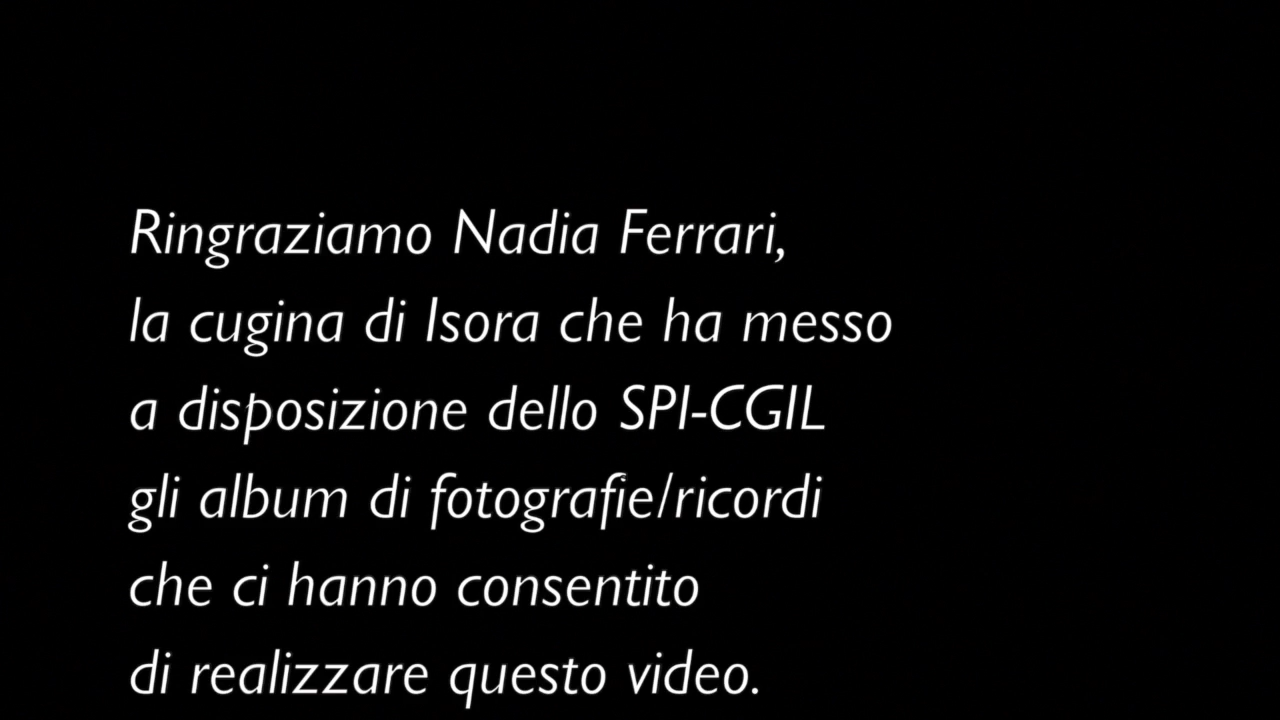 Ringraziamo Nadia Ferrari,
la cugina di Isora che ha messo
a disposizione dello SPI-CGIL
gli album di fotografie/ricordi
che ci hanno consentito
di realizzare questo video.